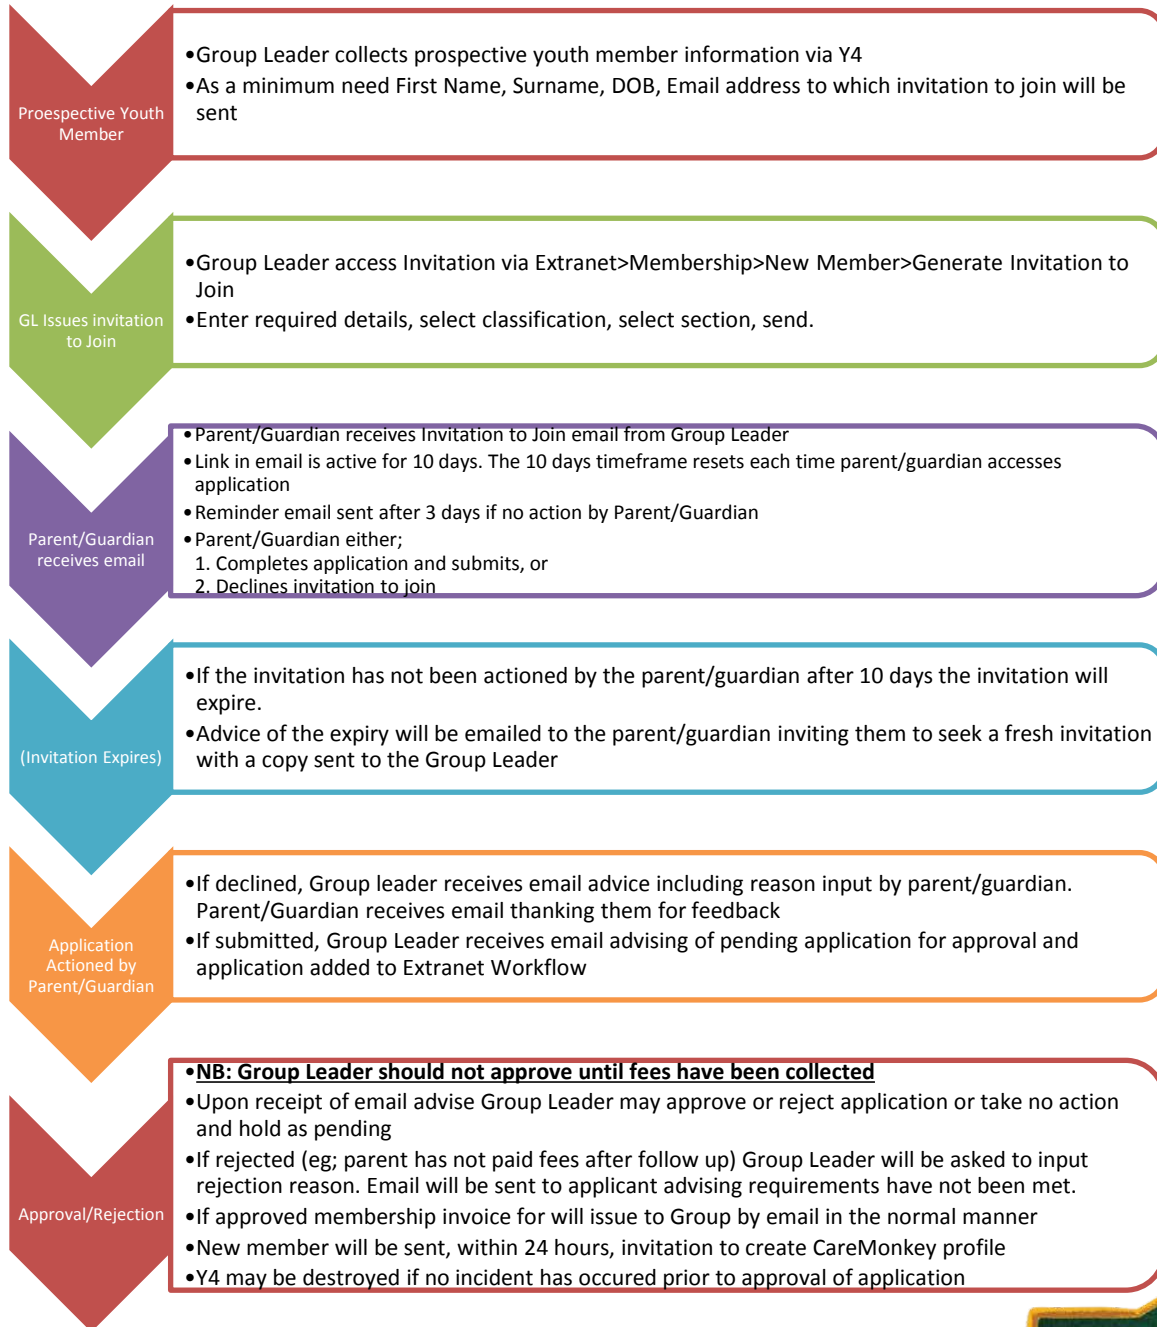 Proespective Youth
Member
•Group Leader collects prospective youth member information via Y4
•As a minimum need First Name, Surname, DOB, Email address to which invitation to join will be
sent
GL Issues invitation
to Join
•Group Leader access Invitation via Extranet>Membership>New Member>Generate Invitation to
Join
•Enter required details, select classification, select section, send.
Parent/Guardian
receives email
•Parent/Guardian receives Invitation to Join email from Group Leader
•Link in email is active for 10 days. The 10 days timeframe resets each time parent/guardian accesses
application
•Reminder email sent after 3 days if no action by Parent/Guardian
•Parent/Guardian either;
1. Completes application and submits, or
2. Declines invitation to join
(Invitation Expires)
•If the invitation has not been actioned by the parent/guardian after 10 days the invitation will
expire.
•Advice of the expiry will be emailed to the parent/guardian inviting them to seek a fresh invitation
with a copy sent to the Group Leader
Application
Actioned by
Parent/Guardian
•If declined, Group leader receives email advice including reason input by parent/guardian.
Parent/Guardian receives email thanking them for feedback
•If submitted, Group Leader receives email advising of pending application for approval and
application added to Extranet Workflow
Approval/Rejection
•NB: Group Leader should not approve until fees have been collected
•Upon receipt of email advise Group Leader may approve or reject application or take no action
and hold as pending
•If rejected (eg; parent has not paid fees after follow up) Group Leader will be asked to input
rejection reason. Email will be sent to applicant advising requirements have not been met.
•If approved membership invoice for will issue to Group by email in the normal manner
•New member will be sent, within 24 hours, invitation to create CareMonkey profile
•Y4 may be destroyed if no incident has occured prior to approval of application